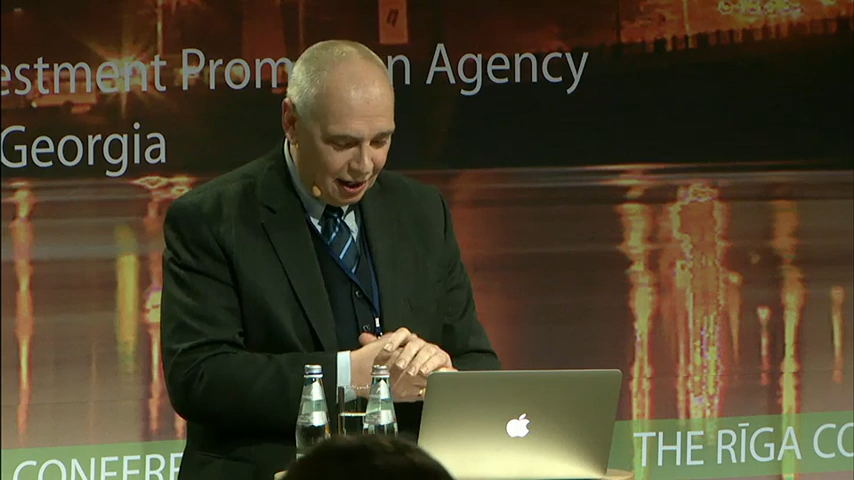 estment Prom
n Agency
Georgia
CONFERE
THE RĪGA CO